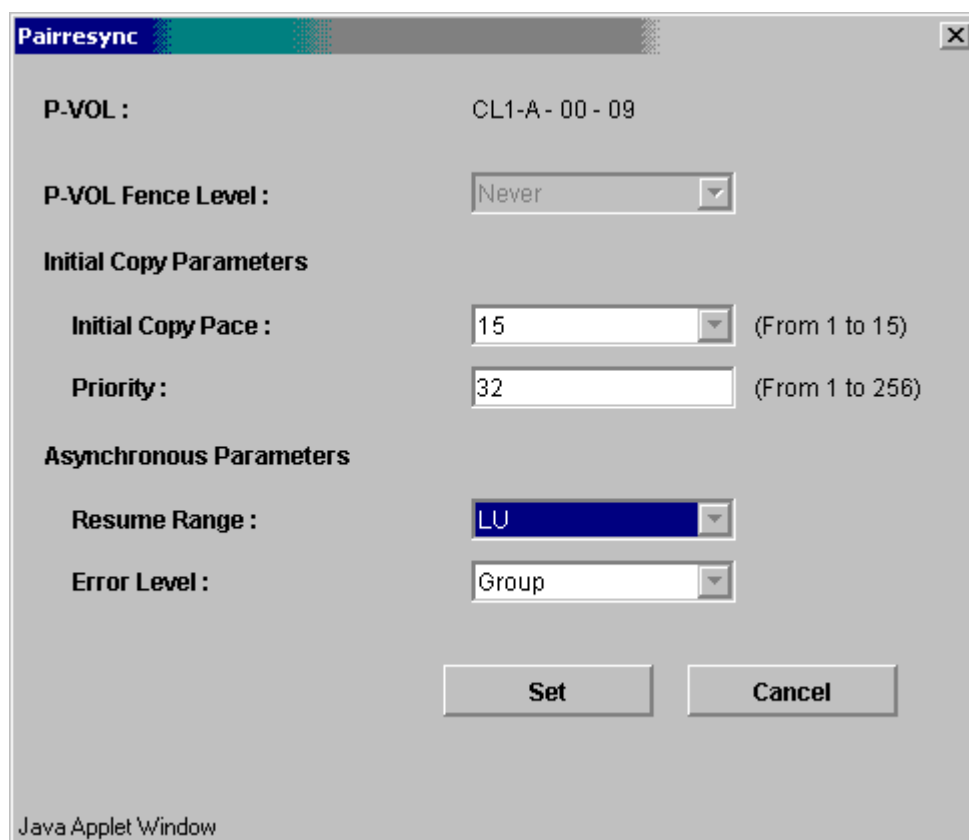 Pairresync
P-VOL : CL1-A - 00 - 09
P-VOL Fence Level : Never
Initial Copy Parameters
Initial Copy Pace : 15 (From 1 to 15)
Priority : 32 (From 1 to 256)
Asynchronous Parameters
Resume Range : LU
Error Level : Group
Set Cancel
Java Applet Window